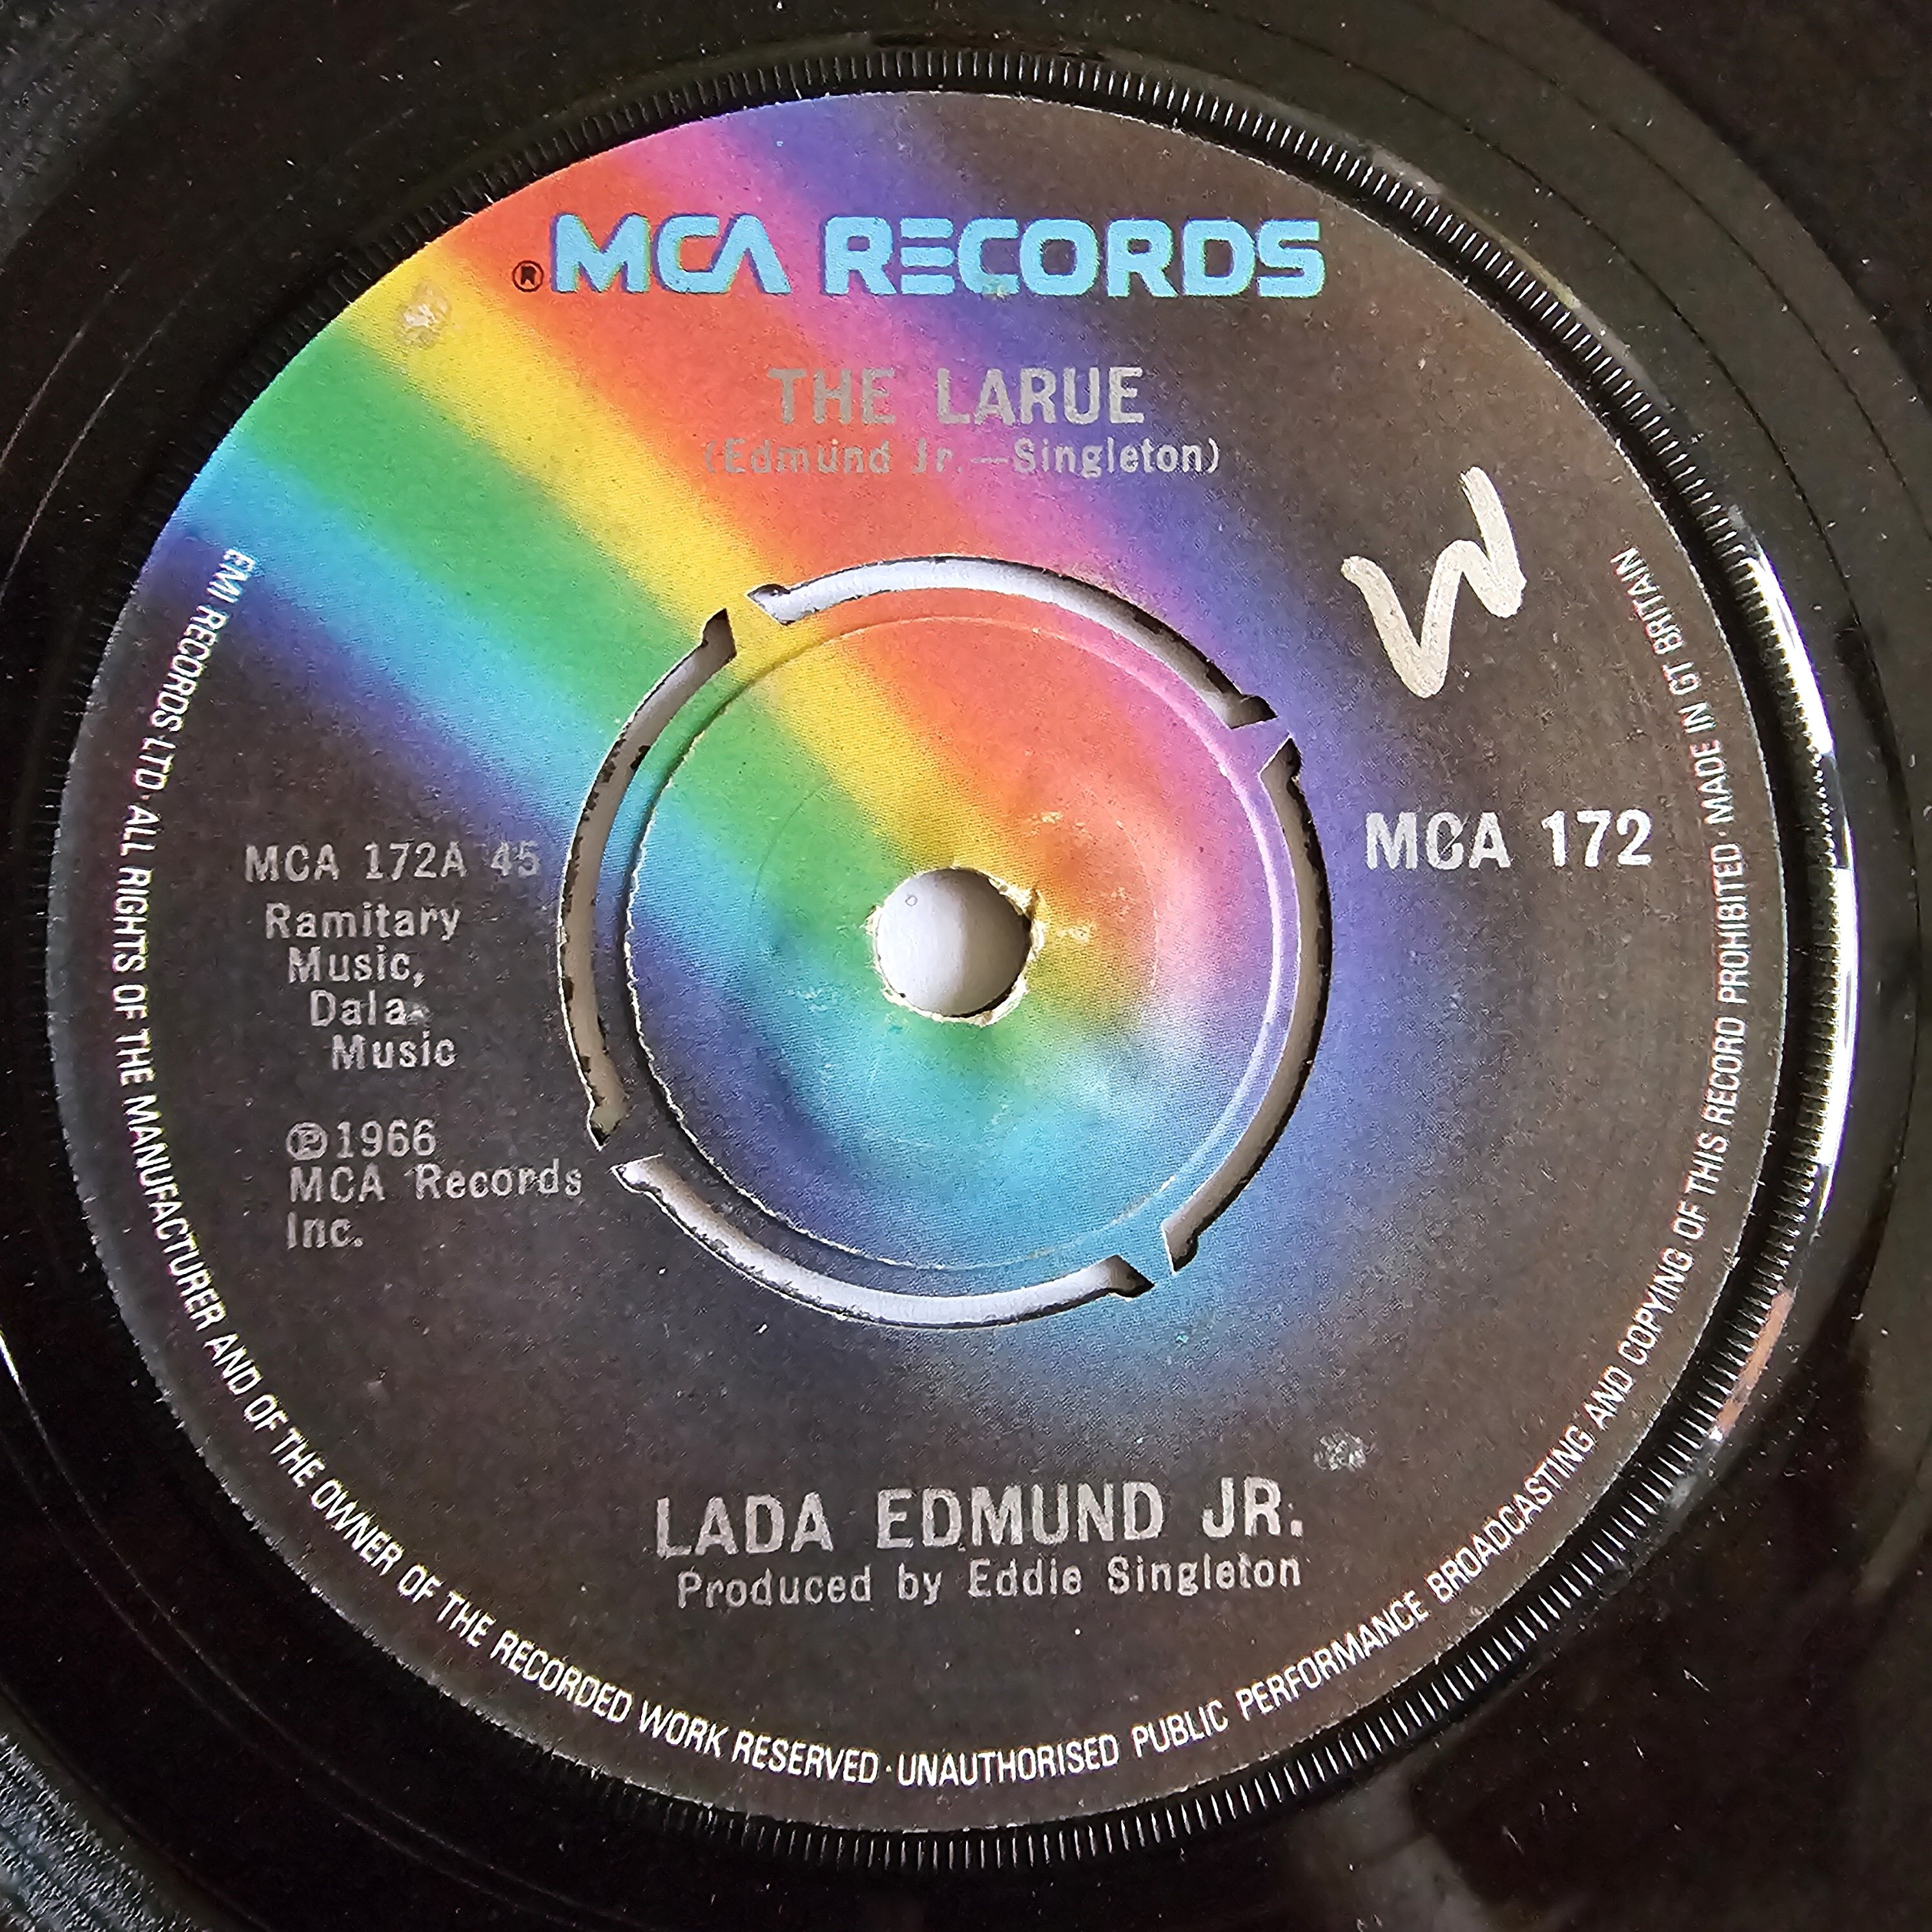 ® MCA RECORDS
THE LARUE
(Edmund Jr.—Singleton)
W
MCA 172
MCA 172A 45
Ramitary
Music,
Dala
Music
℗1966
MCA Records
Inc.
LADA EDMUND JR.
Produced by Eddie Singleton
EMI RECORDS LTD · ALL RIGHTS OF THE MANUFACTURER AND OF THE OWNER OF THE RECORDED WORK RESERVED · UNAUTHORISED PUBLIC PERFORMANCE BROADCASTING AND COPYING OF THIS RECORD PROHIBITED · MADE IN GT BRITAIN